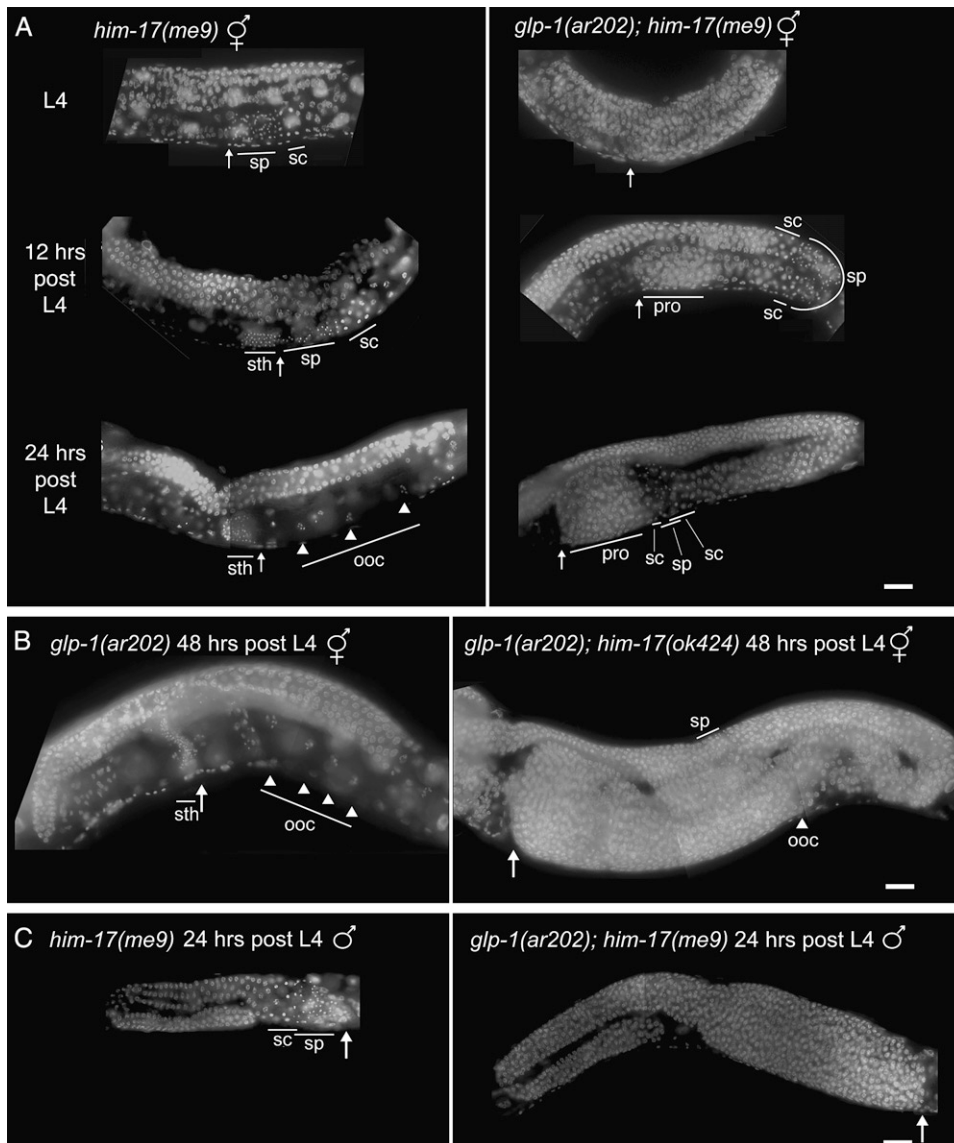 A
him-17(me9) ⚥
glp-1(ar202); him-17(me9) ⚥
L4
sp
sc
12 hrs
post
L4
sth
sp
sc
sc
sp
sc
pro
24 hrs
post
L4
sth
ooc
pro
sc
sp
sc
B
glp-1(ar202) 48 hrs post L4 ⚥
sth
ooc
glp-1(ar202); him-17(ok424) 48 hrs post L4 ⚥
sp
ooc
C
him-17(me9) 24 hrs post L4 ♂
sc
sp
glp-1(ar202); him-17(me9) 24 hrs post L4 ♂